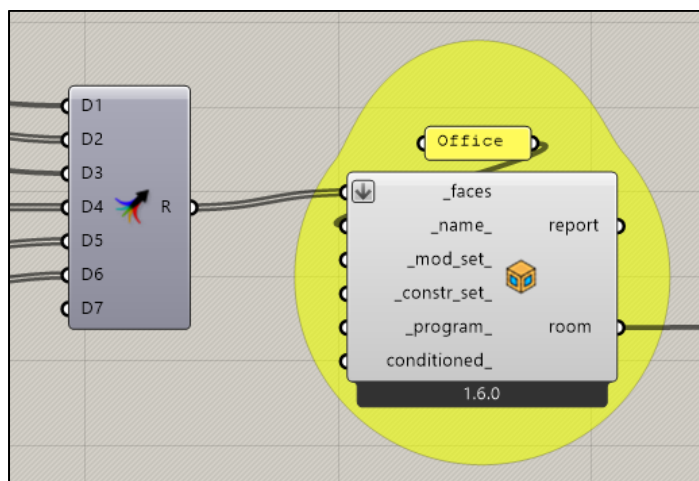 D1
D2
D3
D4
D5
D6
D7
R
Office
_faces
_name_
_mod_set_
_constr_set_
_program_
conditioned_
report
room
1.6.0